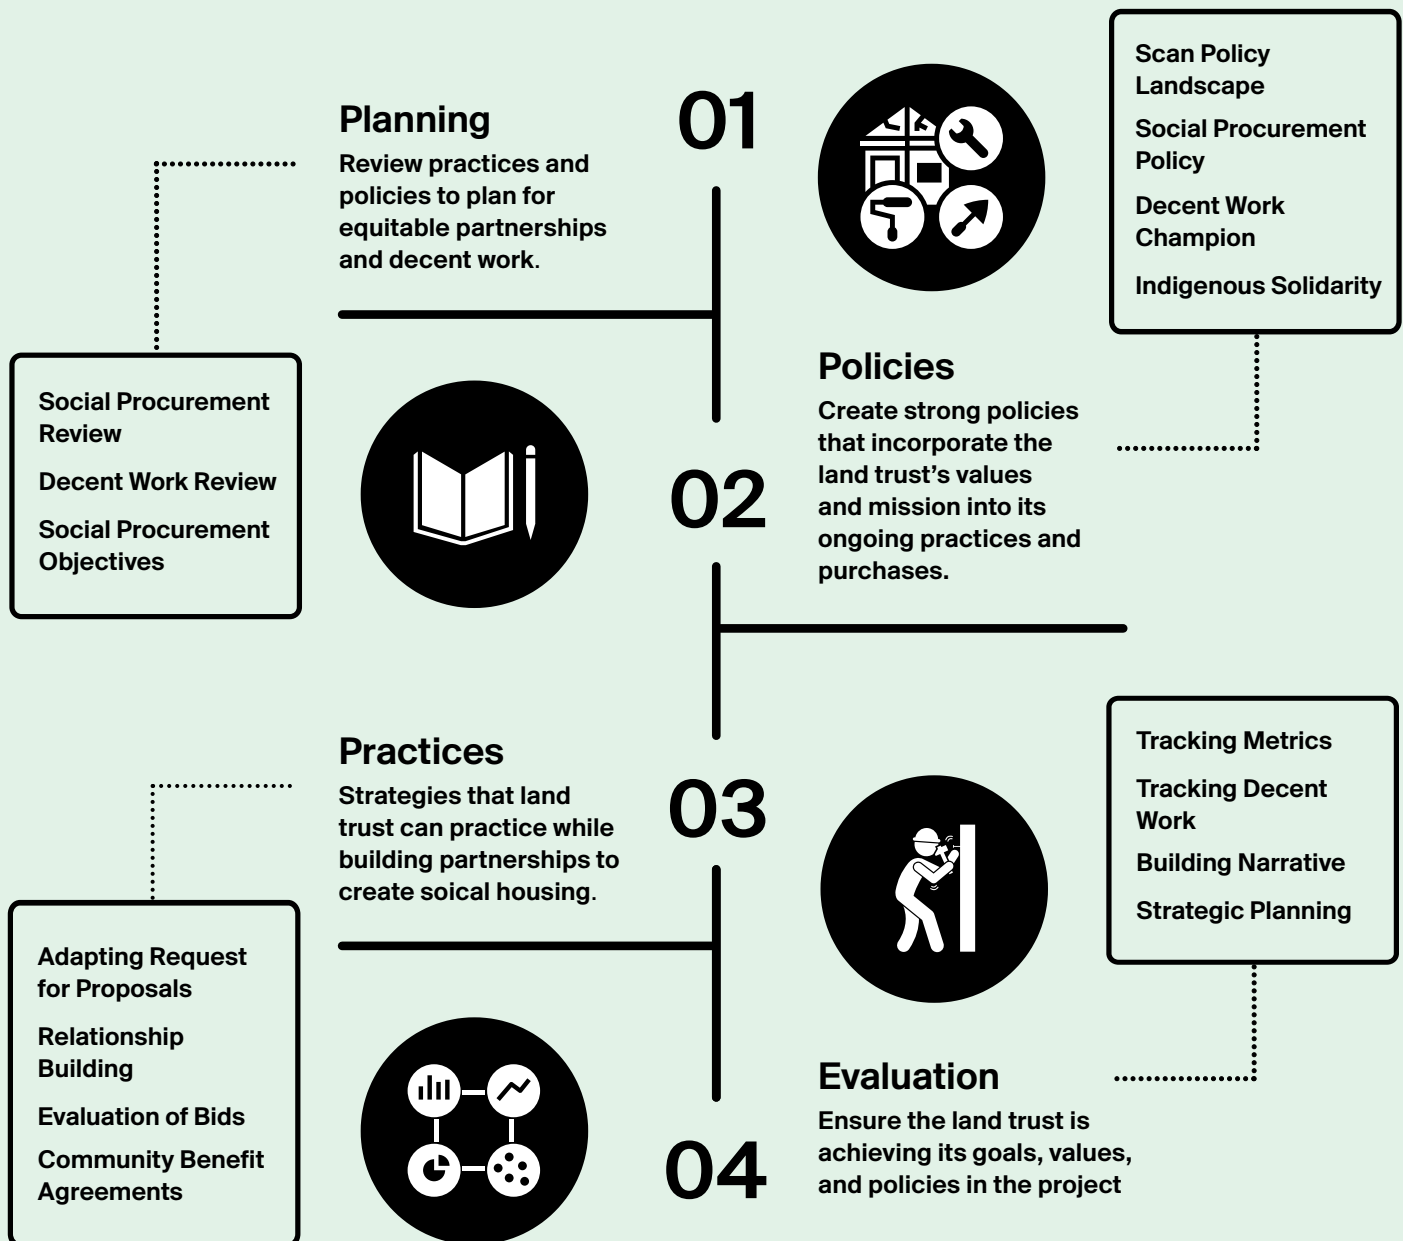 01
Planning
Review practices and
policies to plan for
equitable partnerships
and decent work.
Social Procurement
Review
Decent Work Review
Social Procurement
Objectives
02
Policies
Create strong policies
that incorporate the
land trust’s values
and mission into its
ongoing practices and
purchases.
Scan Policy
Landscape
Social Procurement
Policy
Decent Work
Champion
Indigenous Solidarity
03
Practices
Strategies that land
trust can practice while
building partnerships to
create soical housing.
Adapting Request
for Proposals
Relationship
Building
Evaluation of Bids
Community Benefit
Agreements
04
Evaluation
Ensure the land trust is
achieving its goals, values,
and policies in the project
Tracking Metrics
Tracking Decent
Work
Building Narrative
Strategic Planning